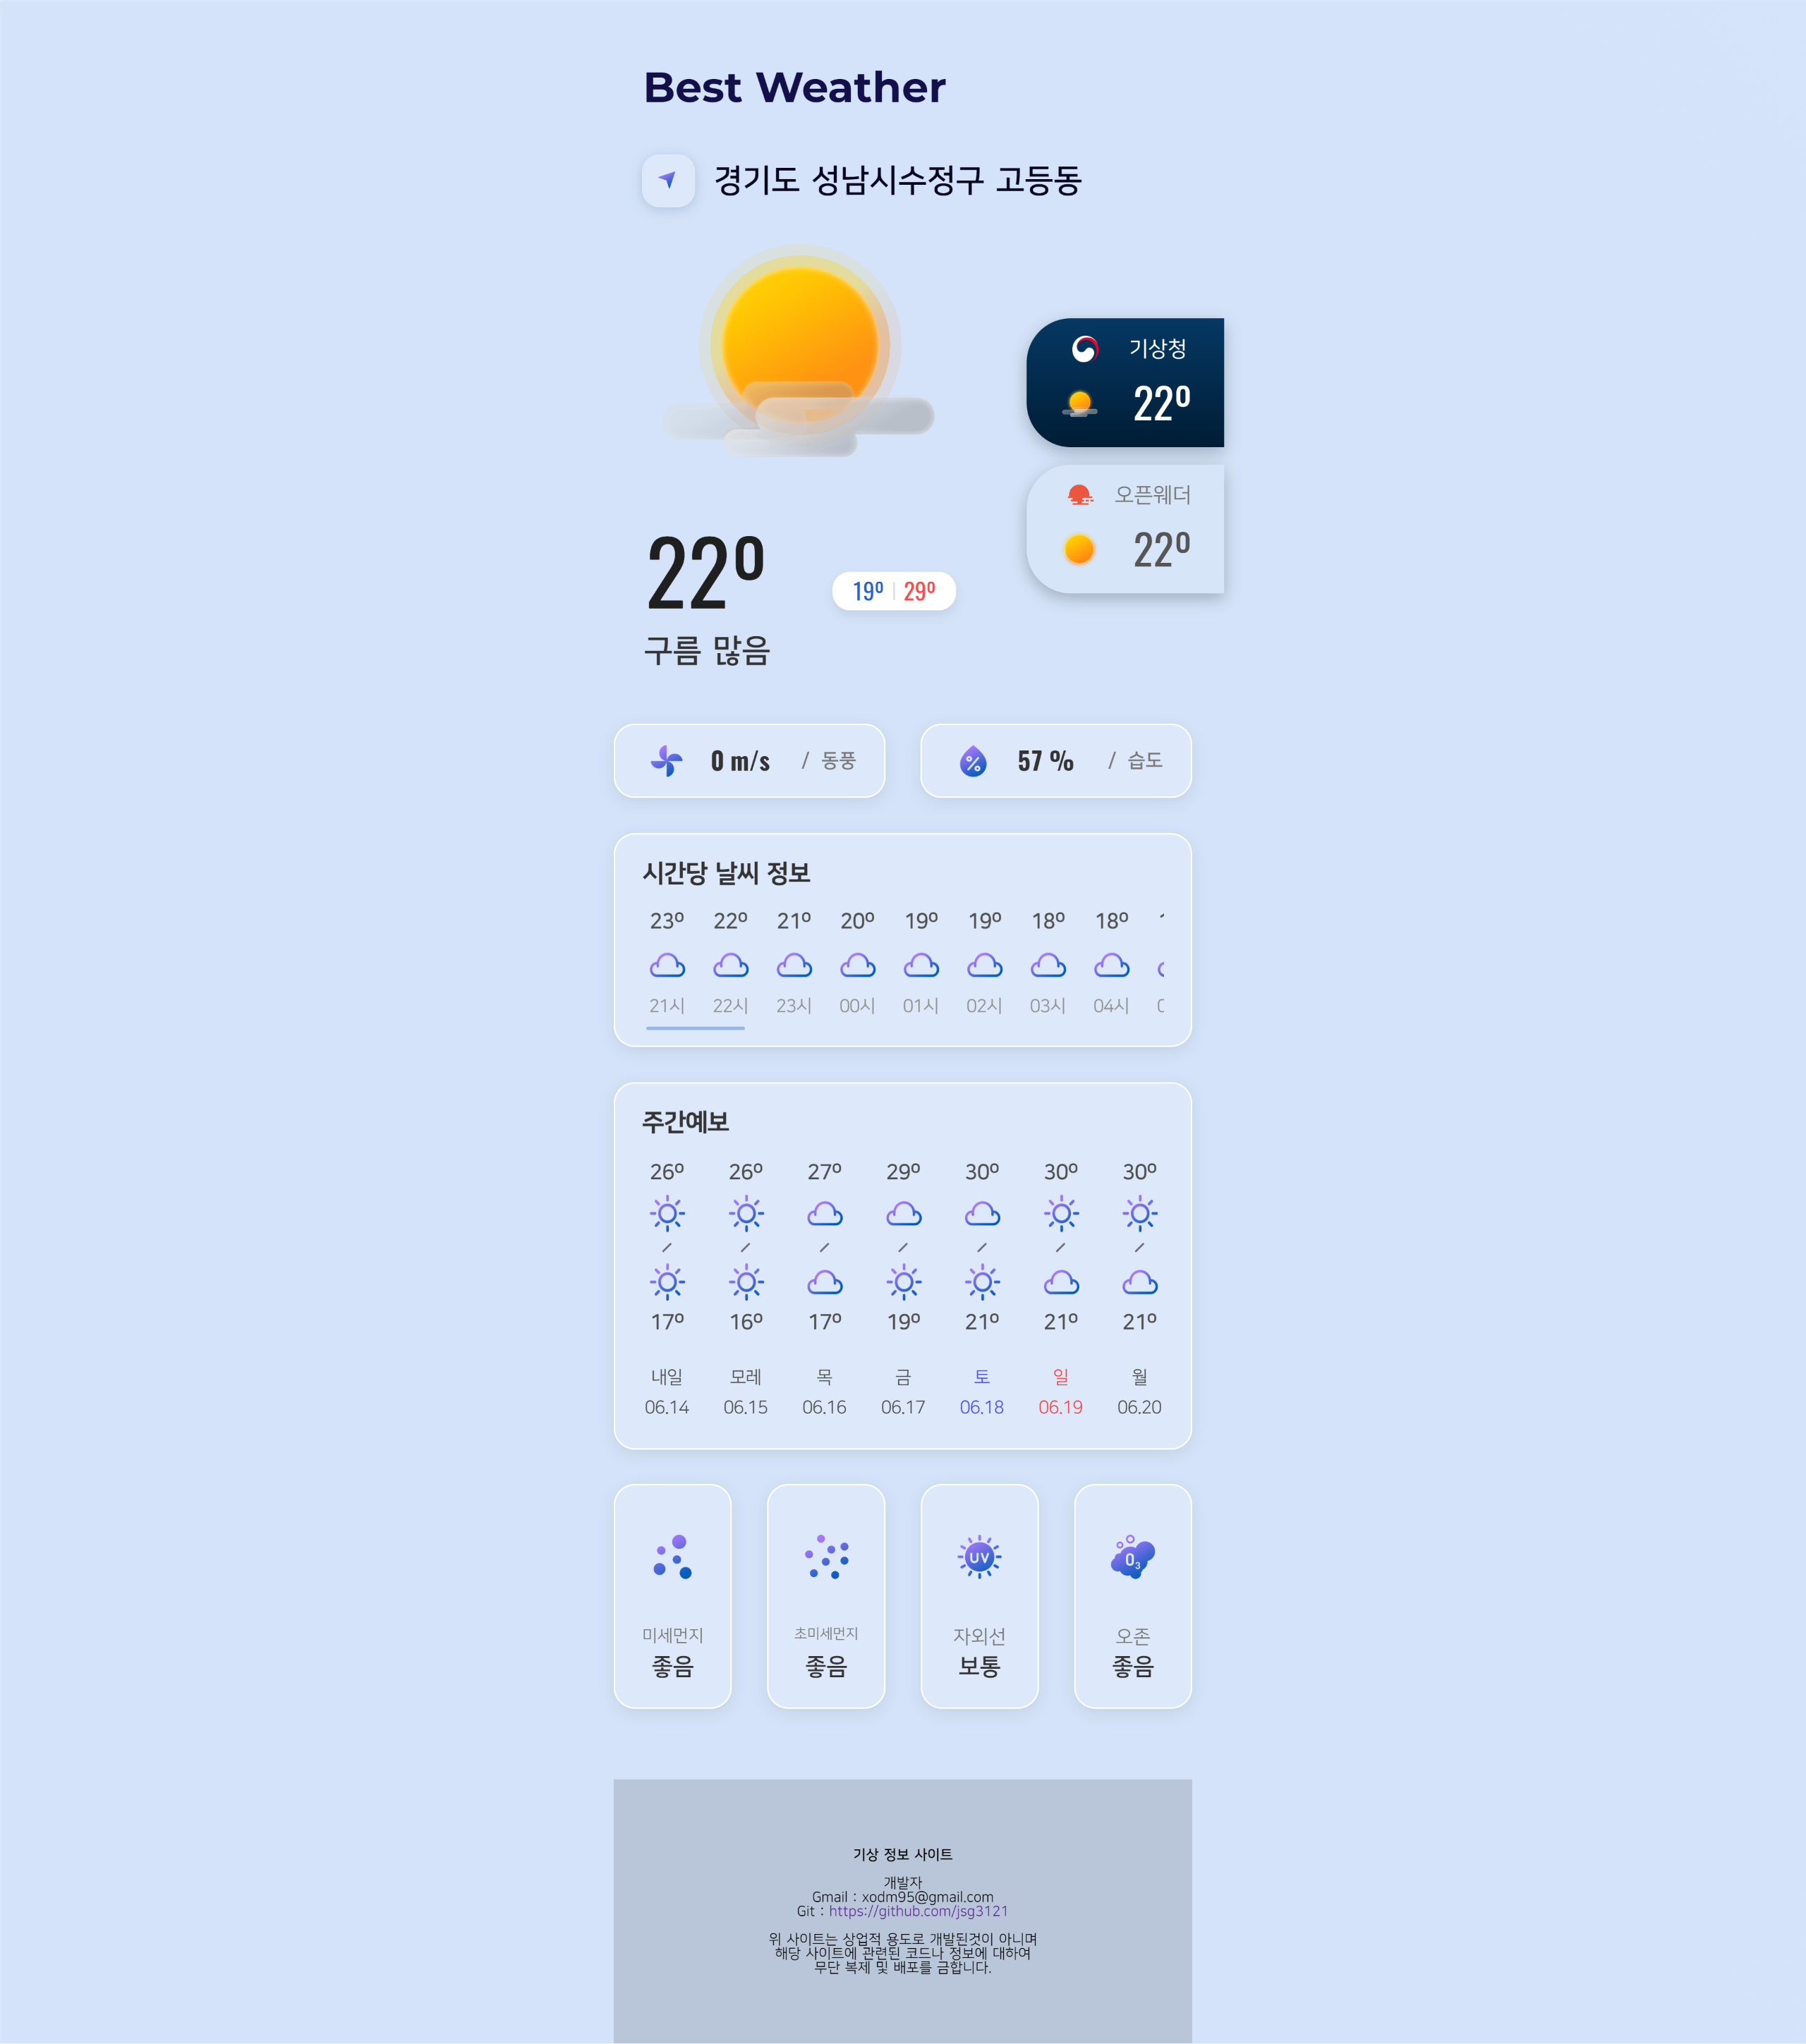 Best Weather
경기도 성남시수정구 고등동
기상청
22º
오픈웨더
22º
22º
19º | 29º
구름 많음
0 m/s / 동풍
57 % / 습도
시간당 날씨 정보
23º 22º 21º 20º 19º 19º 18º 18º
21시 22시 23시 00시 01시 02시 03시 04시
주간예보
26º 26º 27º 29º 30º 30º 30º
17º 16º 17º 19º 21º 21º 21º
내일 모레 목 금 토 일 월
06.14 06.15 06.16 06.17 06.18 06.19 06.20
UV
O3
미세먼지 초미세먼지 자외선 오존
좋음 좋음 보통 좋음
기상 정보 사이트
개발자
Gmail : xodm95@gmail.com
Git : https://github.com/jsg3121
위 사이트는 상업적 용도로 개발된것이 아니며
해당 사이트에 관련된 코드나 정보에 대하여
무단 복제 및 배포를 금합니다.